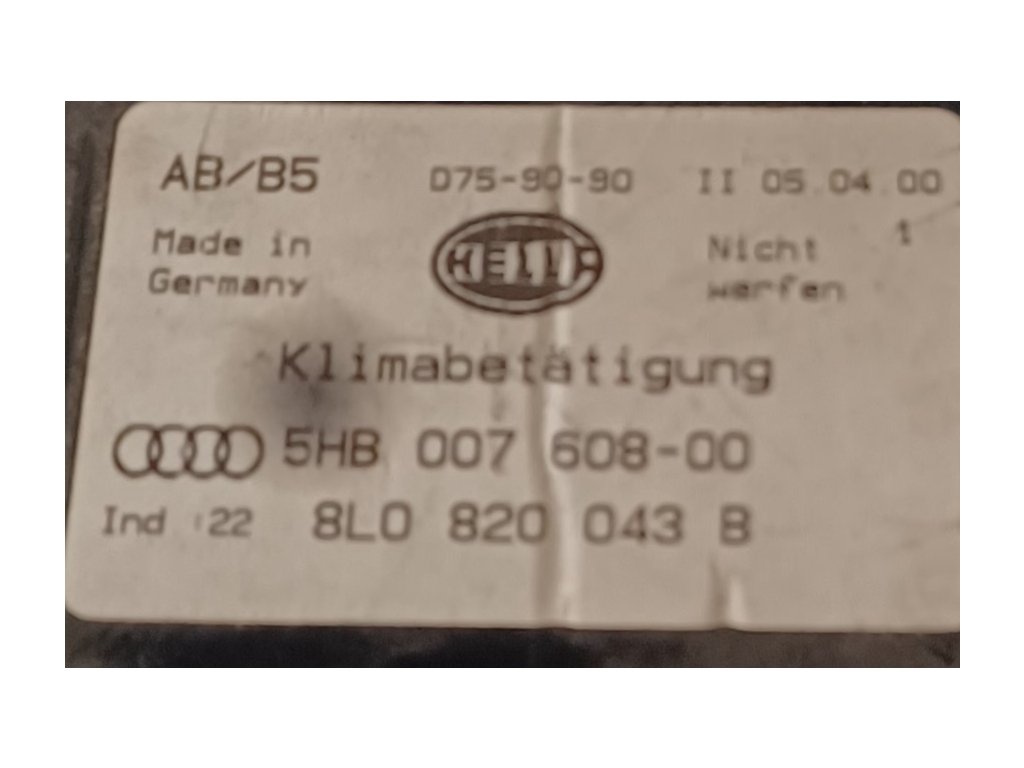 AB/B5 D75-90-90 II 05.04.00
Made in Germany
HELLA
Nicht werfen
1
Klimabetätigung
5HB 007 608-00
Ind :22 8L0 820 043 B